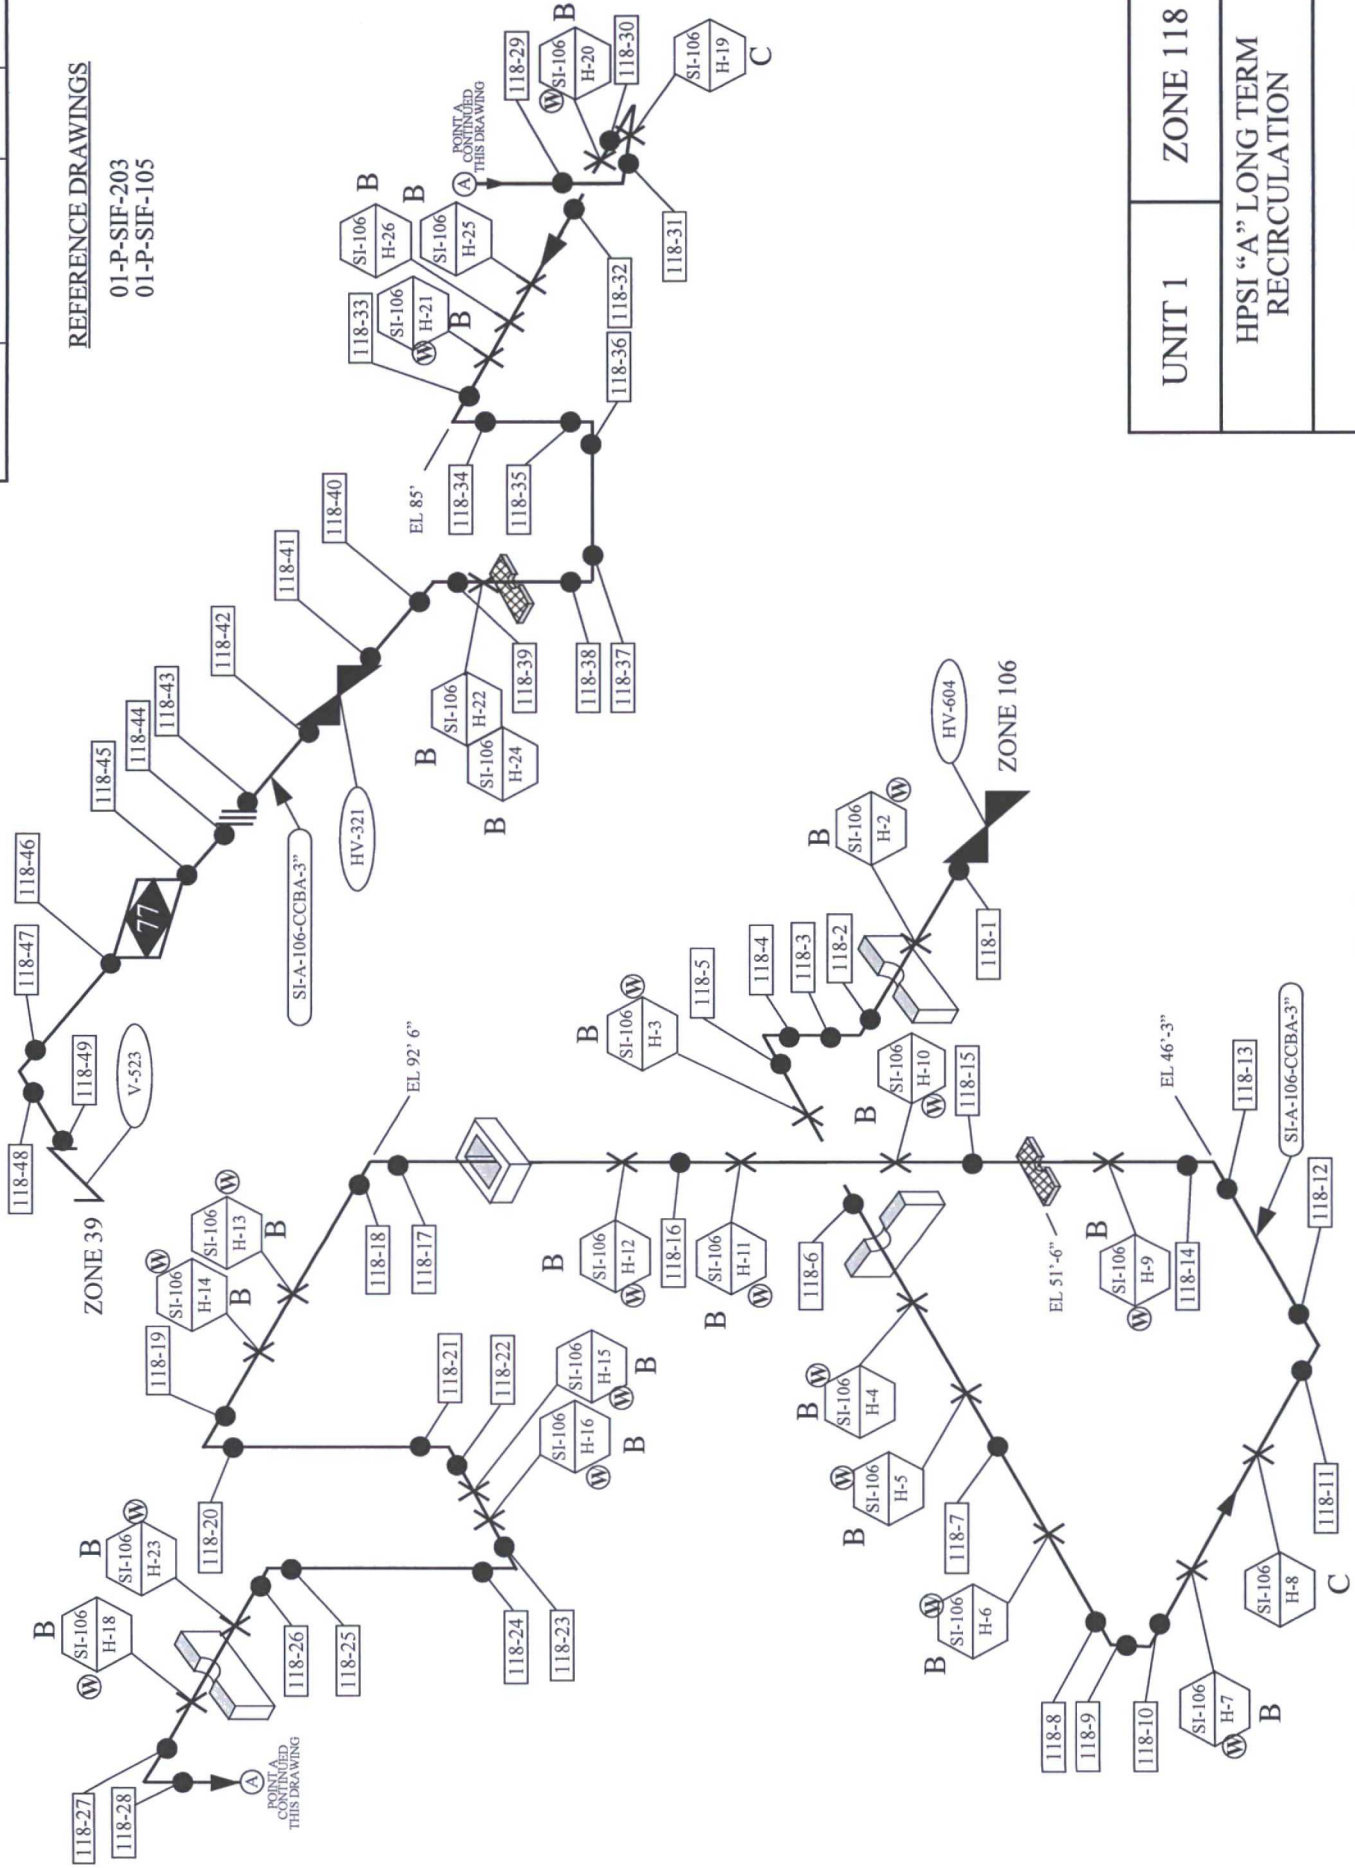 REFERENCE DRAWINGS
01-P-SIF-203
01-P-SIF-105
UNIT 1
ZONE 118
HPSI “A” LONG TERM
RECIRCULATION
ZONE 39
V-523
118-49
118-48
118-47
118-46
77
118-45
118-44
118-43
SI-A-106-CCBA-3”
118-42
HV-321
118-41
118-40
118-39
SI-106
H-22
B
SI-106
H-24
B
118-38
118-37
118-36
118-35
118-34
EL 85’
118-33
SI-106
H-21
W
B
SI-106
H-26
B
SI-106
H-25
B
118-32
A
POINT A
CONTINUED
THIS DRAWING
118-29
SI-106
H-20
W
B
118-30
SI-106
H-19
C
118-31
ZONE 106
HV-604
118-1
SI-106
H-2
W
B
118-2
118-3
118-4
118-5
SI-106
H-3
W
B
118-6
SI-106
H-4
W
B
SI-106
H-5
W
B
118-7
SI-106
H-6
W
B
118-8
118-9
118-10
SI-106
H-7
W
B
SI-106
H-8
C
118-11
118-12
SI-A-106-CCBA-3”
118-13
EL 46’-3”
118-14
SI-106
H-9
W
B
EL 51’-6”
118-15
SI-106
H-10
W
B
SI-106
H-11
W
B
118-16
SI-106
H-12
W
B
118-17
118-18
EL 92’ 6”
SI-106
H-13
W
B
SI-106
H-14
W
B
118-19
118-20
118-21
118-22
SI-106
H-15
W
B
SI-106
H-16
W
B
118-23
118-24
118-25
118-26
SI-106
H-23
W
B
SI-106
H-18
W
B
118-27
118-28
A
POINT A
CONTINUED
THIS DRAWING